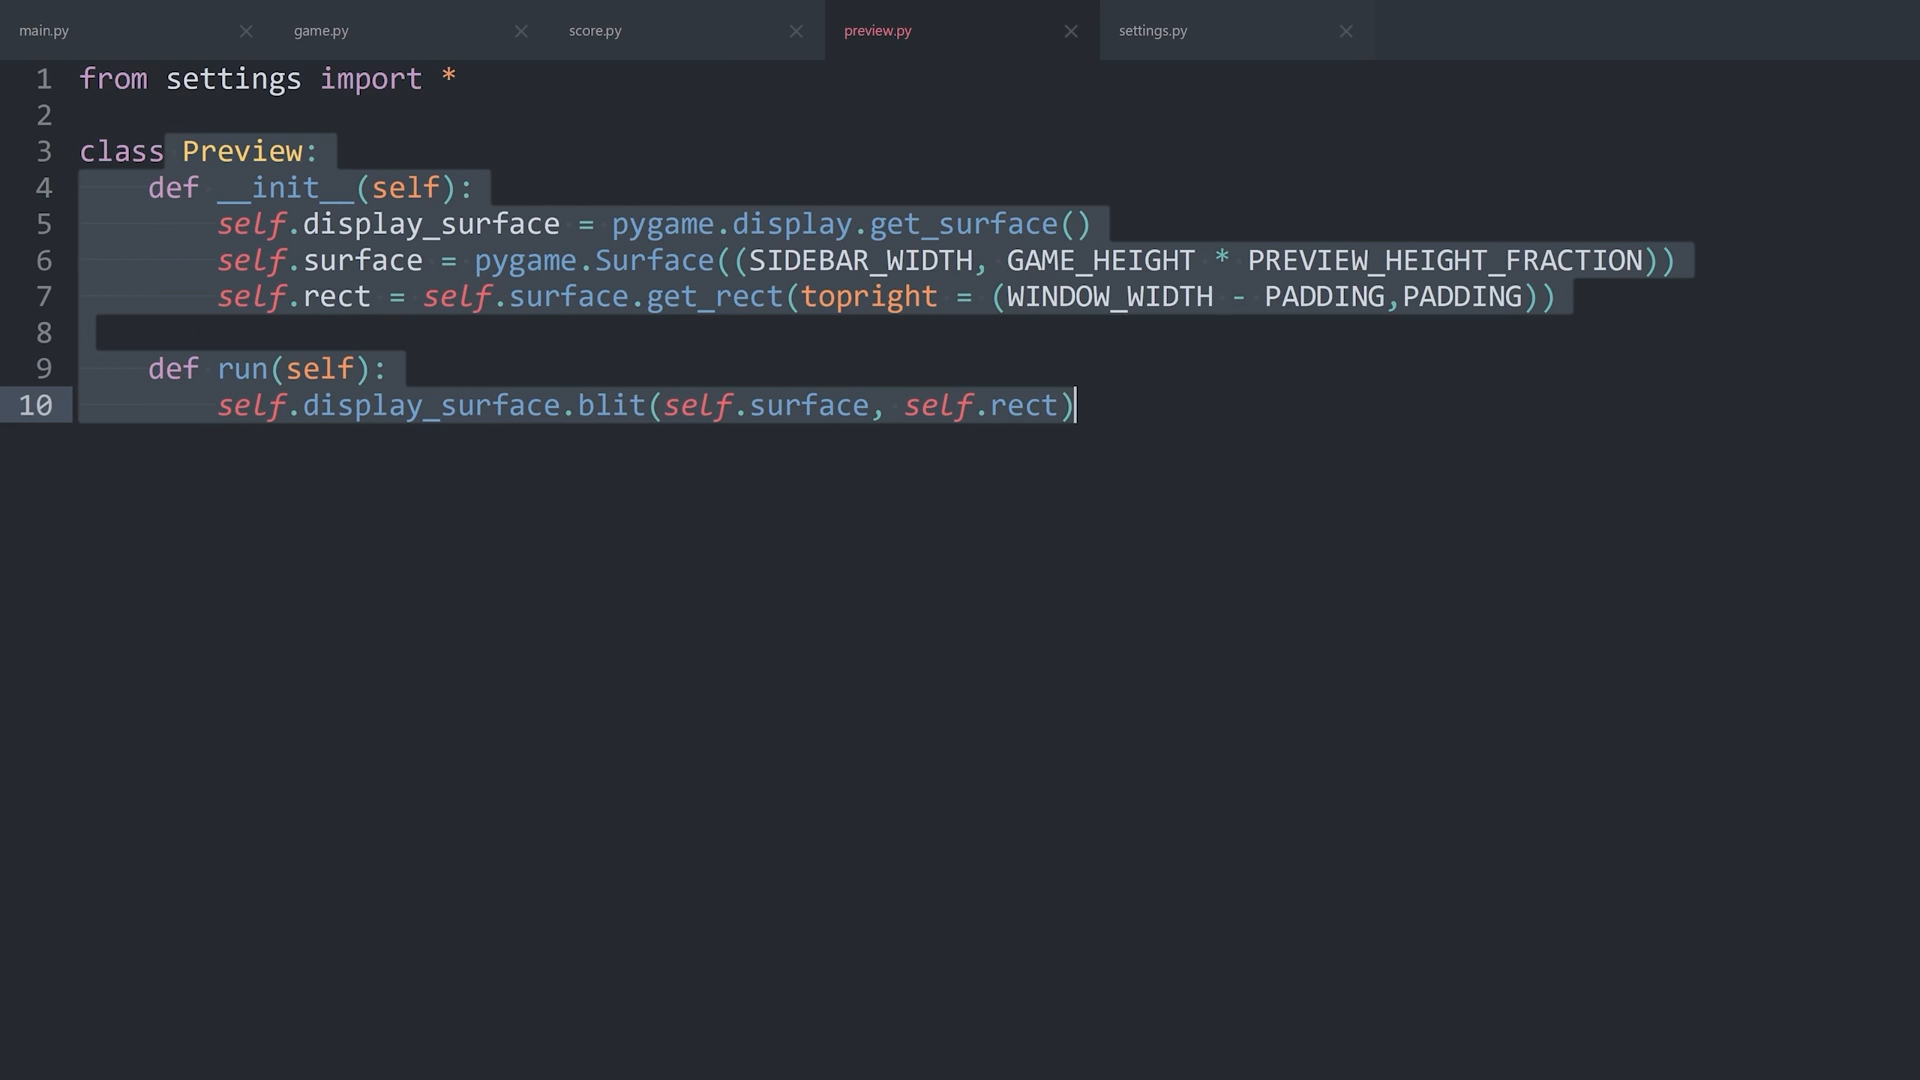 main.py
game.py
score.py
preview.py
settings.py
1 from settings import *
2
3 class Preview:
4 def __init__(self):
5 self.display_surface = pygame.display.get_surface()
6 self.surface = pygame.Surface((SIDEBAR_WIDTH, GAME_HEIGHT * PREVIEW_HEIGHT_FRACTION))
7 self.rect = self.surface.get_rect(topright = (WINDOW_WIDTH - PADDING,PADDING))
8
9 def run(self):
10 self.display_surface.blit(self.surface, self.rect)